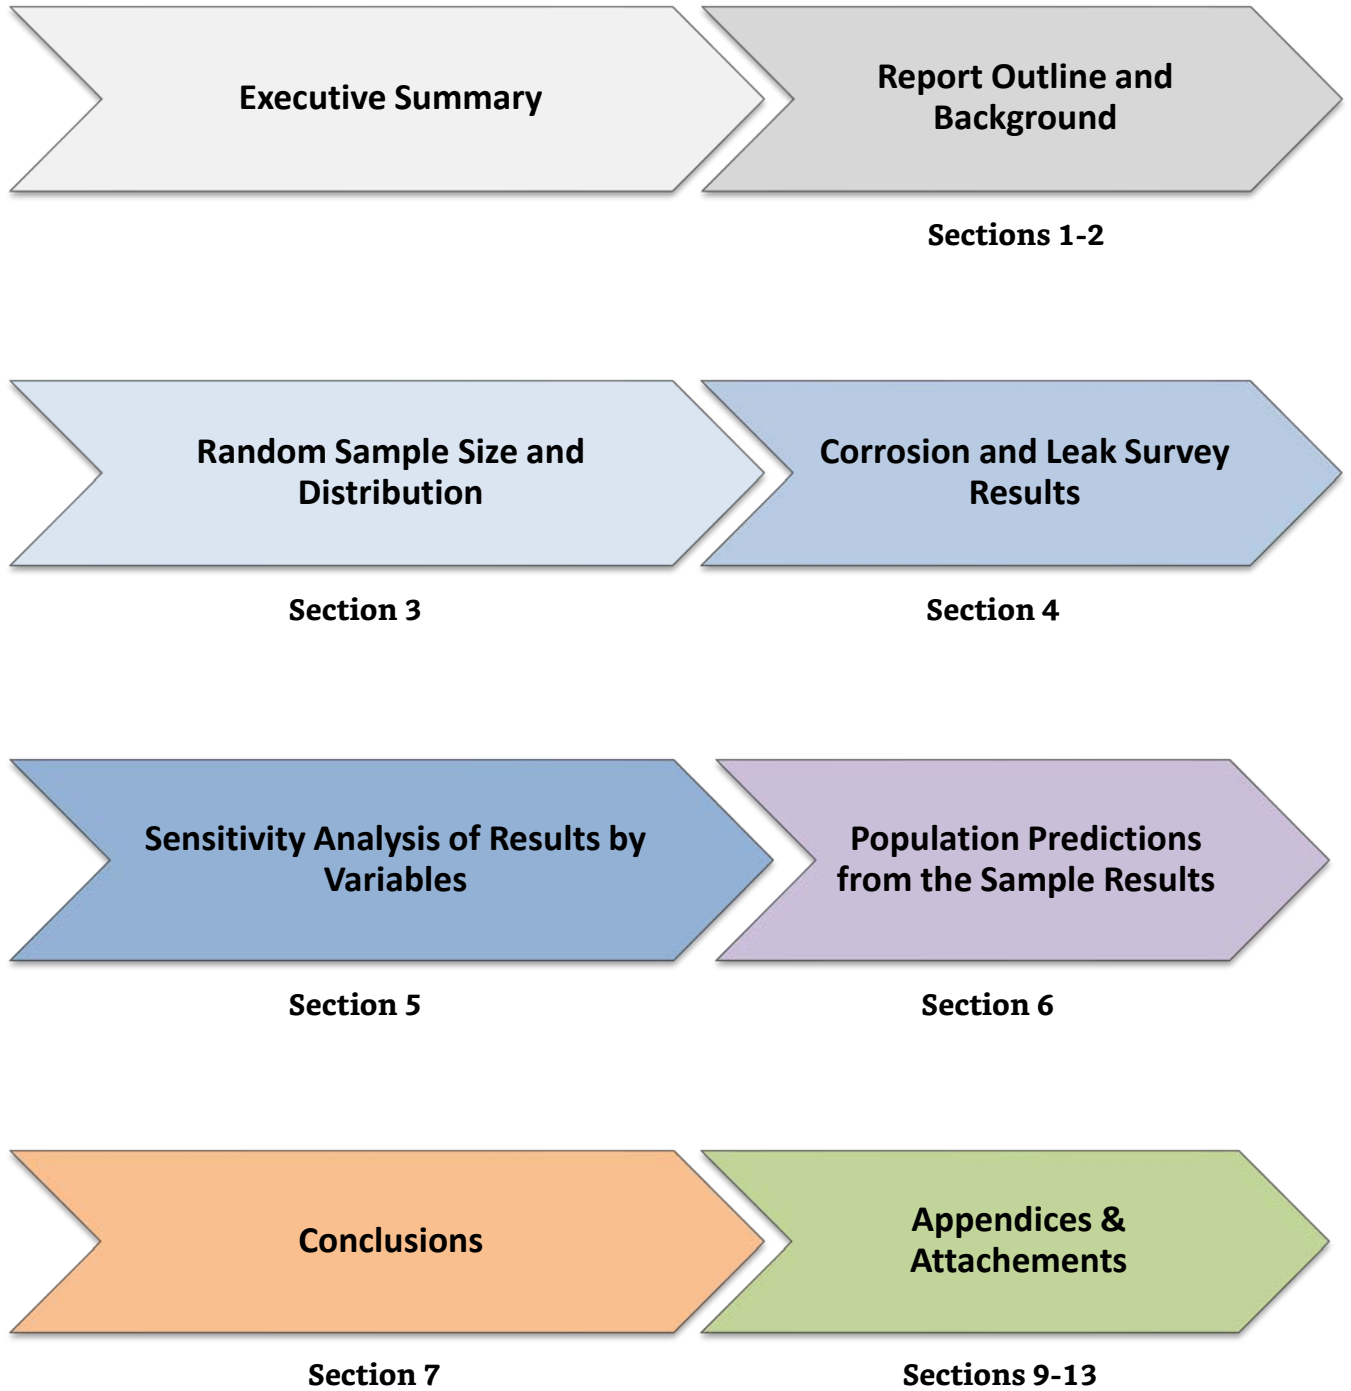 Executive Summary
Report Outline and
Background
Sections 1-2
Random Sample Size and
Distribution
Section 3
Corrosion and Leak Survey
Results
Section 4
Sensitivity Analysis of Results by
Variables
Section 5
Population Predictions
from the Sample Results
Section 6
Conclusions
Section 7
Appendices &
Attachements
Sections 9-13